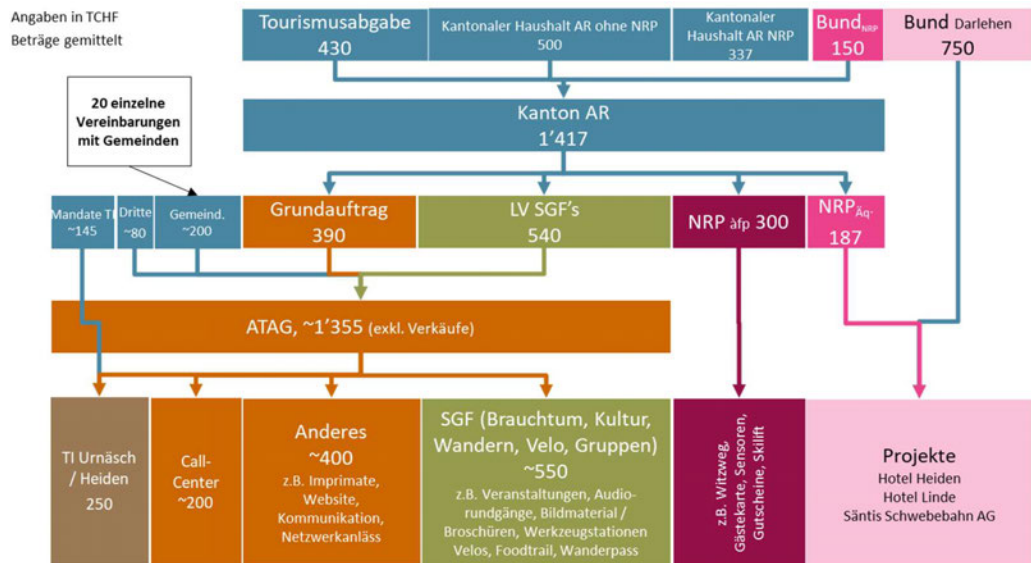 Angaben in TCHF
Beträge gemittelt
Tourismusabgabe
430
Kantonaler Haushalt AR ohne NRP
500
Kantonaler
Haushalt AR NRP
337
Bund NRP
150
Bund Darlehen
750
20 einzelne
Vereinbarungen
mit Gemeinden
Kanton AR
1'417
Mandate TI
~145
Dritte
~80
Gemeind.
~200
Grundauftrag
390
LV SGF's
540
NRP àfp 300
NRP Äq.
187
ATAG, ~1'355 (exkl. Verkäufe)
TI Urnäsch
/ Heiden
250
Call-
Center
~200
Anderes
~400
z.B. Imprimate,
Website,
Kommunikation,
Netzwerkanläss
SGF (Brauchtum, Kultur,
Wandern, Velo, Gruppen)
~550
z.B. Veranstaltungen, Audio-
rundgänge, Bildmaterial /
Broschüren, Werkzeugstationen
Velos, Foodtrail, Wanderpass
z.B. Witzweg,
Gästekarte, Sensoren,
Gutscheine, Skilift
Projekte
Hotel Heiden
Hotel Linde
Säntis Schwebebahn AG